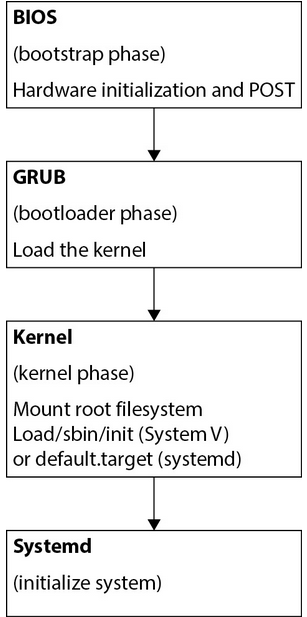 BIOS
(bootstrap phase)
Hardware initialization and POST
GRUB
(bootloader phase)
Load the kernel
Kernel
(kernel phase)
Mount root filesystem
Load/sbin/init (System V)
or default.target (systemd)
Systemd
(initialize system)